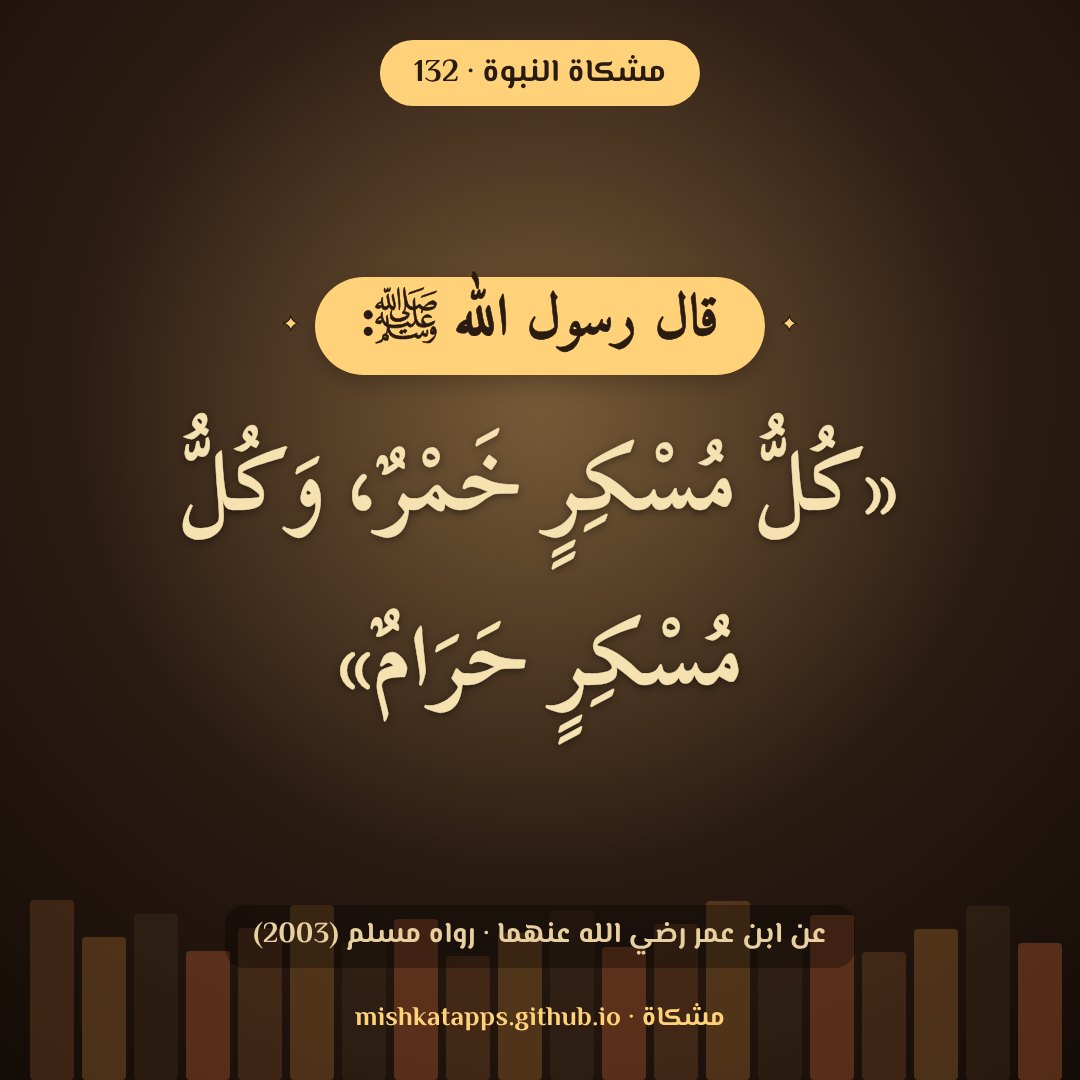 مشكاة النبوة · 132
قال رسول الله ﷺ:
«كُلُّ مُسْكِرٍ خَمْرٌ، وَكُلُّ
مُسْكِرٍ حَرَامٌ»
عن ابن عمر رضي الله عنهما · رواه مسلم (2003)
مشكاة · mishkatapps.github.io